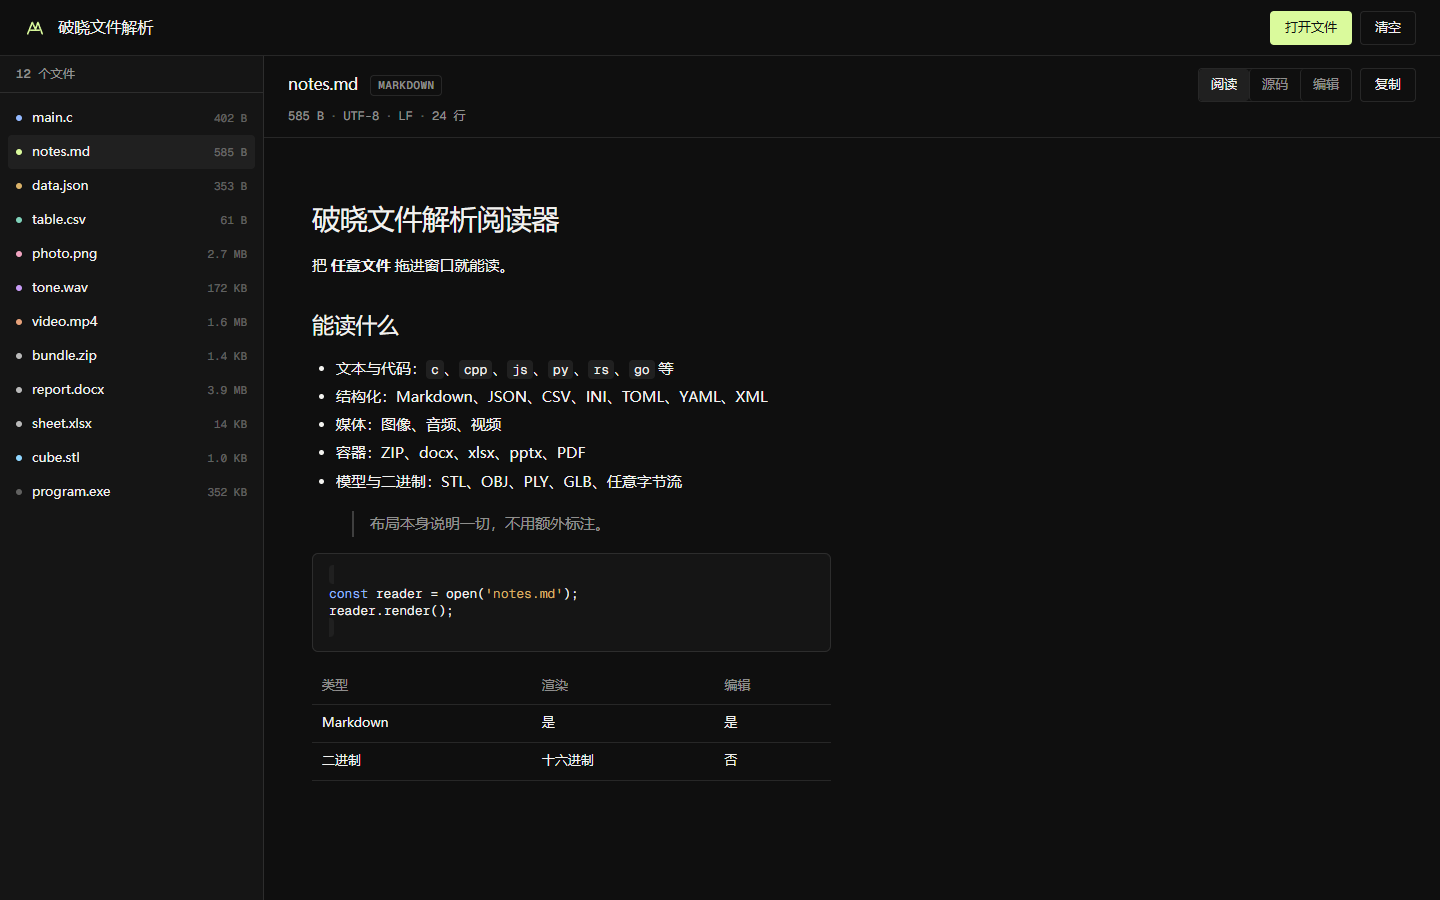 破晓文件解析
打开文件
清空
12 个文件
main.c 402 B
notes.md 585 B
data.json 353 B
table.csv 61 B
photo.png 2.7 MB
tone.wav 172 KB
video.mp4 1.6 MB
bundle.zip 1.4 KB
report.docx 3.9 MB
sheet.xlsx 14 KB
cube.stl 1.0 KB
program.exe 352 KB
notes.md MARKDOWN
585 B · UTF-8 · LF · 24 行
阅读 源码 编辑 复制
破晓文件解析阅读器
把 任意文件 拖进窗口就能读。
能读什么
• 文本与代码：c、cpp、js、py、rs、go 等
• 结构化：Markdown、JSON、CSV、INI、TOML、YAML、XML
• 媒体：图像、音频、视频
• 容器：ZIP、docx、xlsx、pptx、PDF
• 模型与二进制：STL、OBJ、PLY、GLB、任意字节流
布局本身说明一切，不用额外标注。
const reader = open('notes.md');
reader.render();
类型 渲染 编辑
Markdown 是 是
二进制 十六进制 否